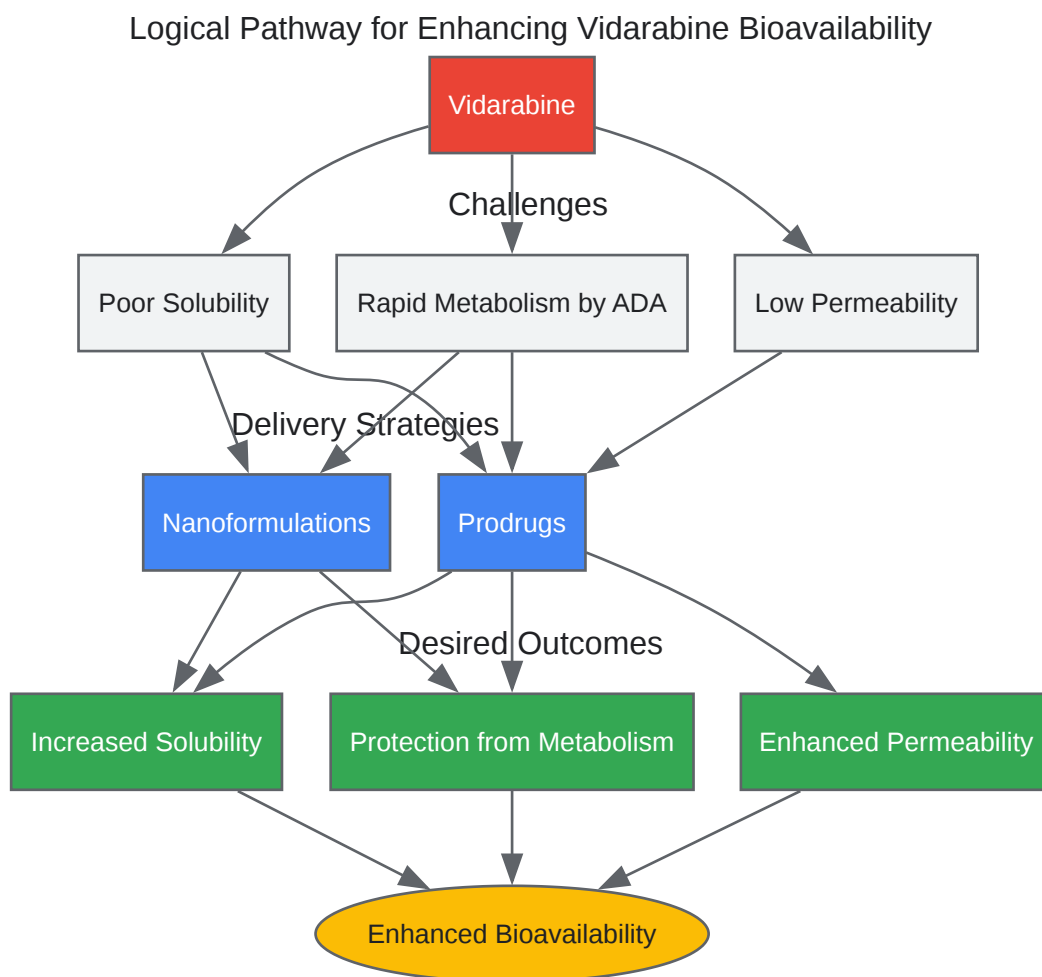 Logical Pathway for Enhancing Vidarabine Bioavailability
Vidarabine
Challenges
Poor Solubility
Rapid Metabolism by ADA
Low Permeability
Delivery Strategies
Nanoformulations
Prodrugs
Desired Outcomes
Increased Solubility
Protection from Metabolism
Enhanced Permeability
Enhanced Bioavailability